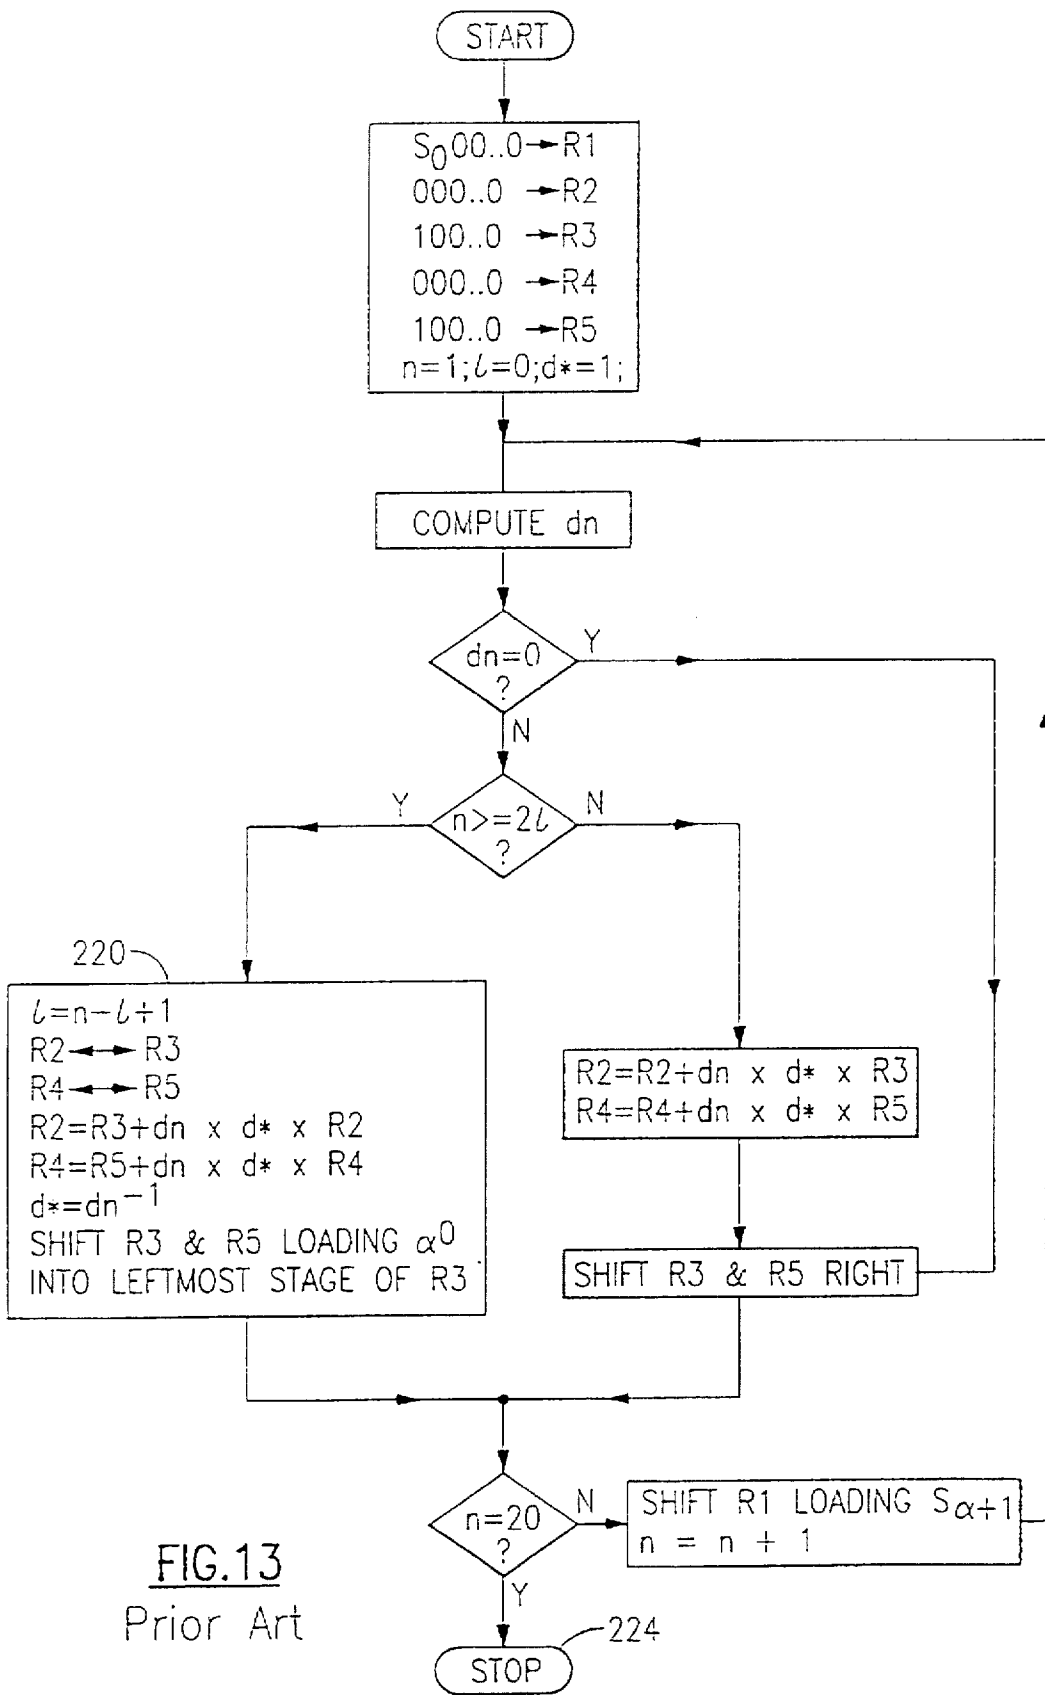 START
S₀00..0→R1
000..0 →R2
100..0 →R3
000..0 →R4
100..0 →R5
n=1;ℓ=0;d*=1;
COMPUTE dn
dn=0
?
Y
N
n>=2ℓ
?
Y
N
220
ℓ=n-ℓ+1
R2↔R3
R4↔R5
R2=R3+dn x d* x R2
R4=R5+dn x d* x R4
d*=dn⁻¹
SHIFT R3 & R5 LOADING α⁰
INTO LEFTMOST STAGE OF R3
R2=R2+dn x d* x R3
R4=R4+dn x d* x R5
SHIFT R3 & R5 RIGHT
n=20
?
N
Y
SHIFT R1 LOADING Sα+1
n = n + 1
STOP
224
FIG.13
Prior Art